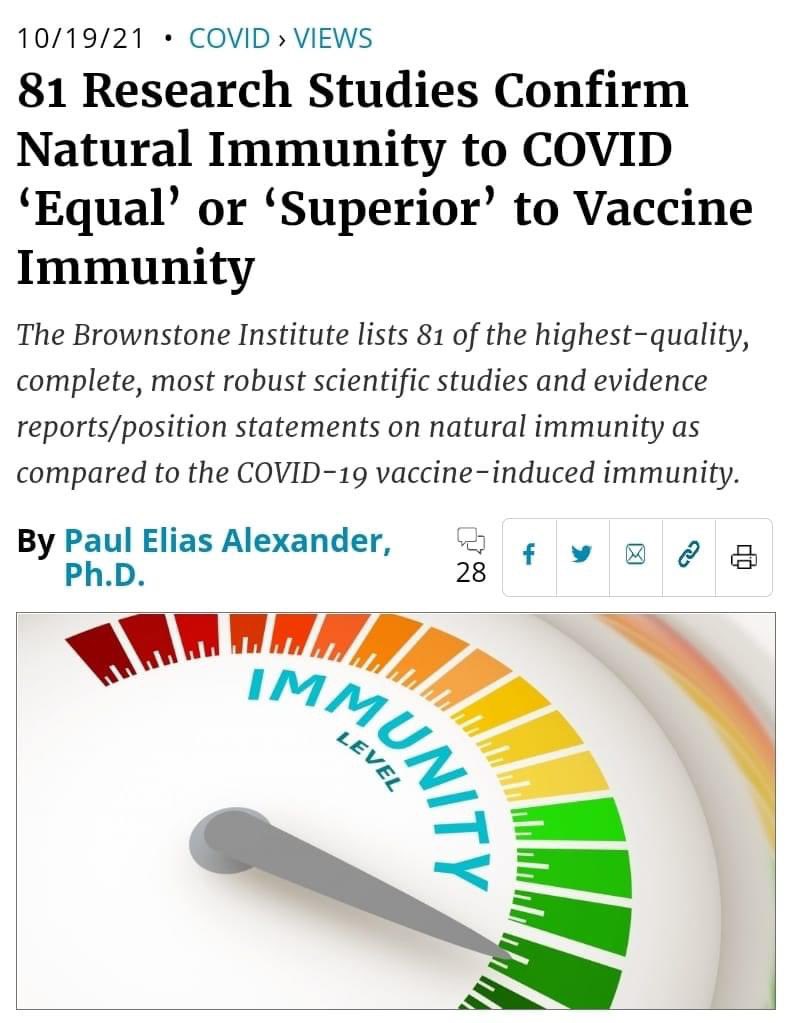 10/19/21 • COVID › VIEWS
81 Research Studies Confirm
Natural Immunity to COVID
‘Equal’ or ‘Superior’ to Vaccine
Immunity
The Brownstone Institute lists 81 of the highest-quality,
complete, most robust scientific studies and evidence
reports/position statements on natural immunity as
compared to the COVID-19 vaccine-induced immunity.
By Paul Elias Alexander,
Ph.D.
28
f
IMMUNITY
LEVEL